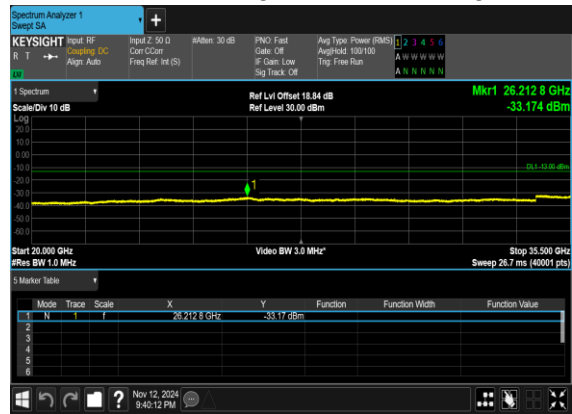 Spectrum Analyzer 1
Swept SA
+
KEYSIGHT Input: RF Input Z: 50 Ω #Atten: 30 dB PNO: Fast Avg Type: Power (RMS) 1 2 3 4 5 6
R T Coupling: DC Corr CCorr Gate: Off Avg|Hold: 100/100 A W W W W W
Align: Auto Freq Ref: Int (S) IF Gain: Low Trig: Free Run
LW Sig Track: Off A N N N N N
1 Spectrum Ref Lvl Offset 18.84 dB Mkr1 26.212 8 GHz
Scale/Div 10 dB Ref Level 30.00 dBm -33.174 dBm
Log
20.0
10.0
0.00
-10.0 DL1 -13.00 dBm
-20.0 1
-30.0
-40.0
-50.0
-60.0
Start 20.000 GHz Video BW 3.0 MHz* Stop 35.500 GHz
#Res BW 1.0 MHz Sweep 26.7 ms (40001 pts)
5 Marker Table
Mode Trace Scale X Y Function Function Width Function Value
1 N 1 f 26.212 8 GHz -33.17 dBm
2
3
4
5
6
? Nov 12, 2024
9:40:12 PM